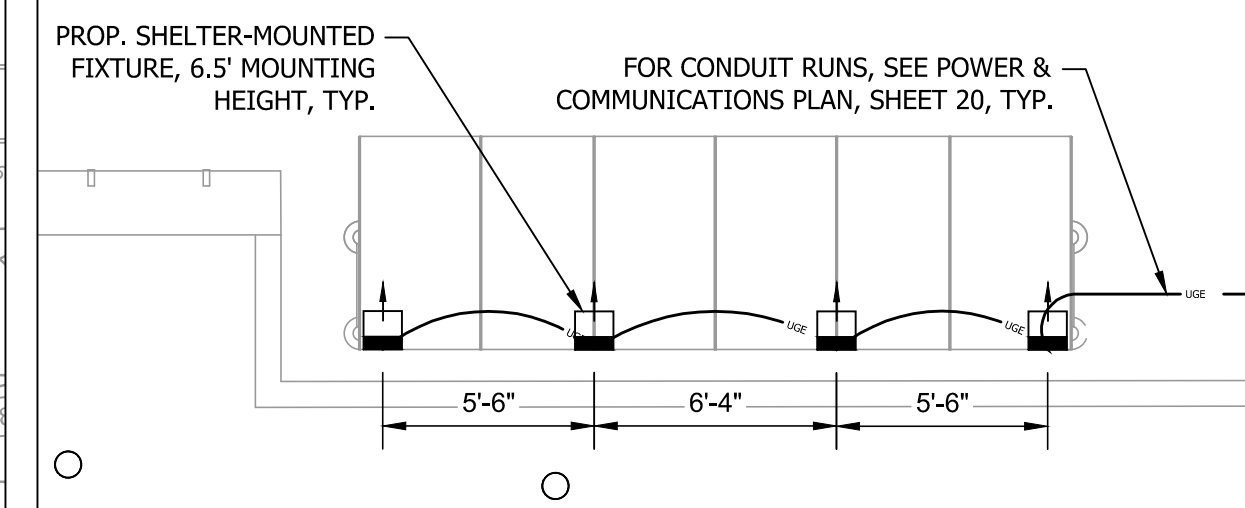 PROP. SHELTER-MOUNTED
FIXTURE, 6.5' MOUNTING
HEIGHT, TYP.
FOR CONDUIT RUNS, SEE POWER &
COMMUNICATIONS PLAN, SHEET 20, TYP.
UGE
UGE
UGE
UGE
5'-6"
6'-4"
5'-6"